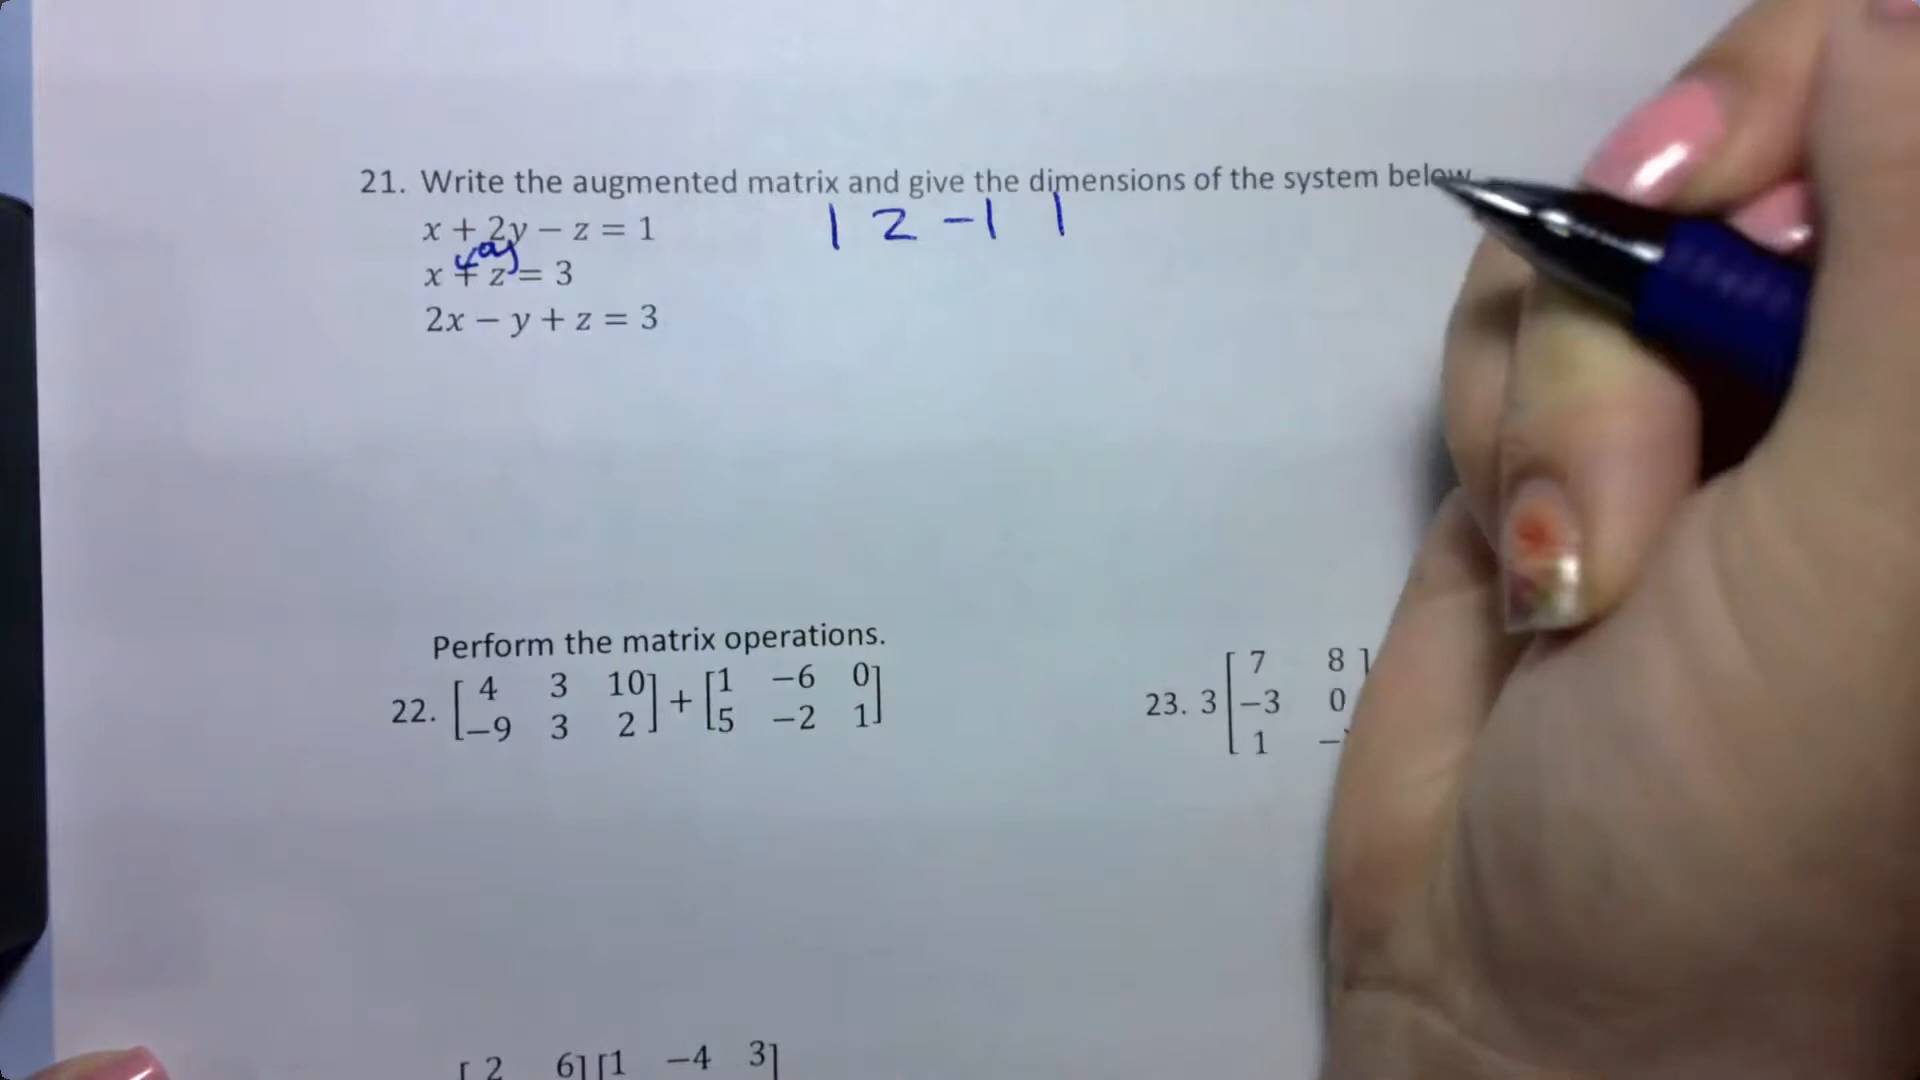 21. Write the augmented matrix and give the dimensions of the system below
x + 2y − z = 1
1 2 -1 1
+0y
x + z = 3
2x − y + z = 3
Perform the matrix operations.
22. [4 3 10] + [1 −6 0]
[−9 3 2] [5 −2 1]
23. 3 [7 8]
−3 0
1 −
[2 6] [1 −4 3]